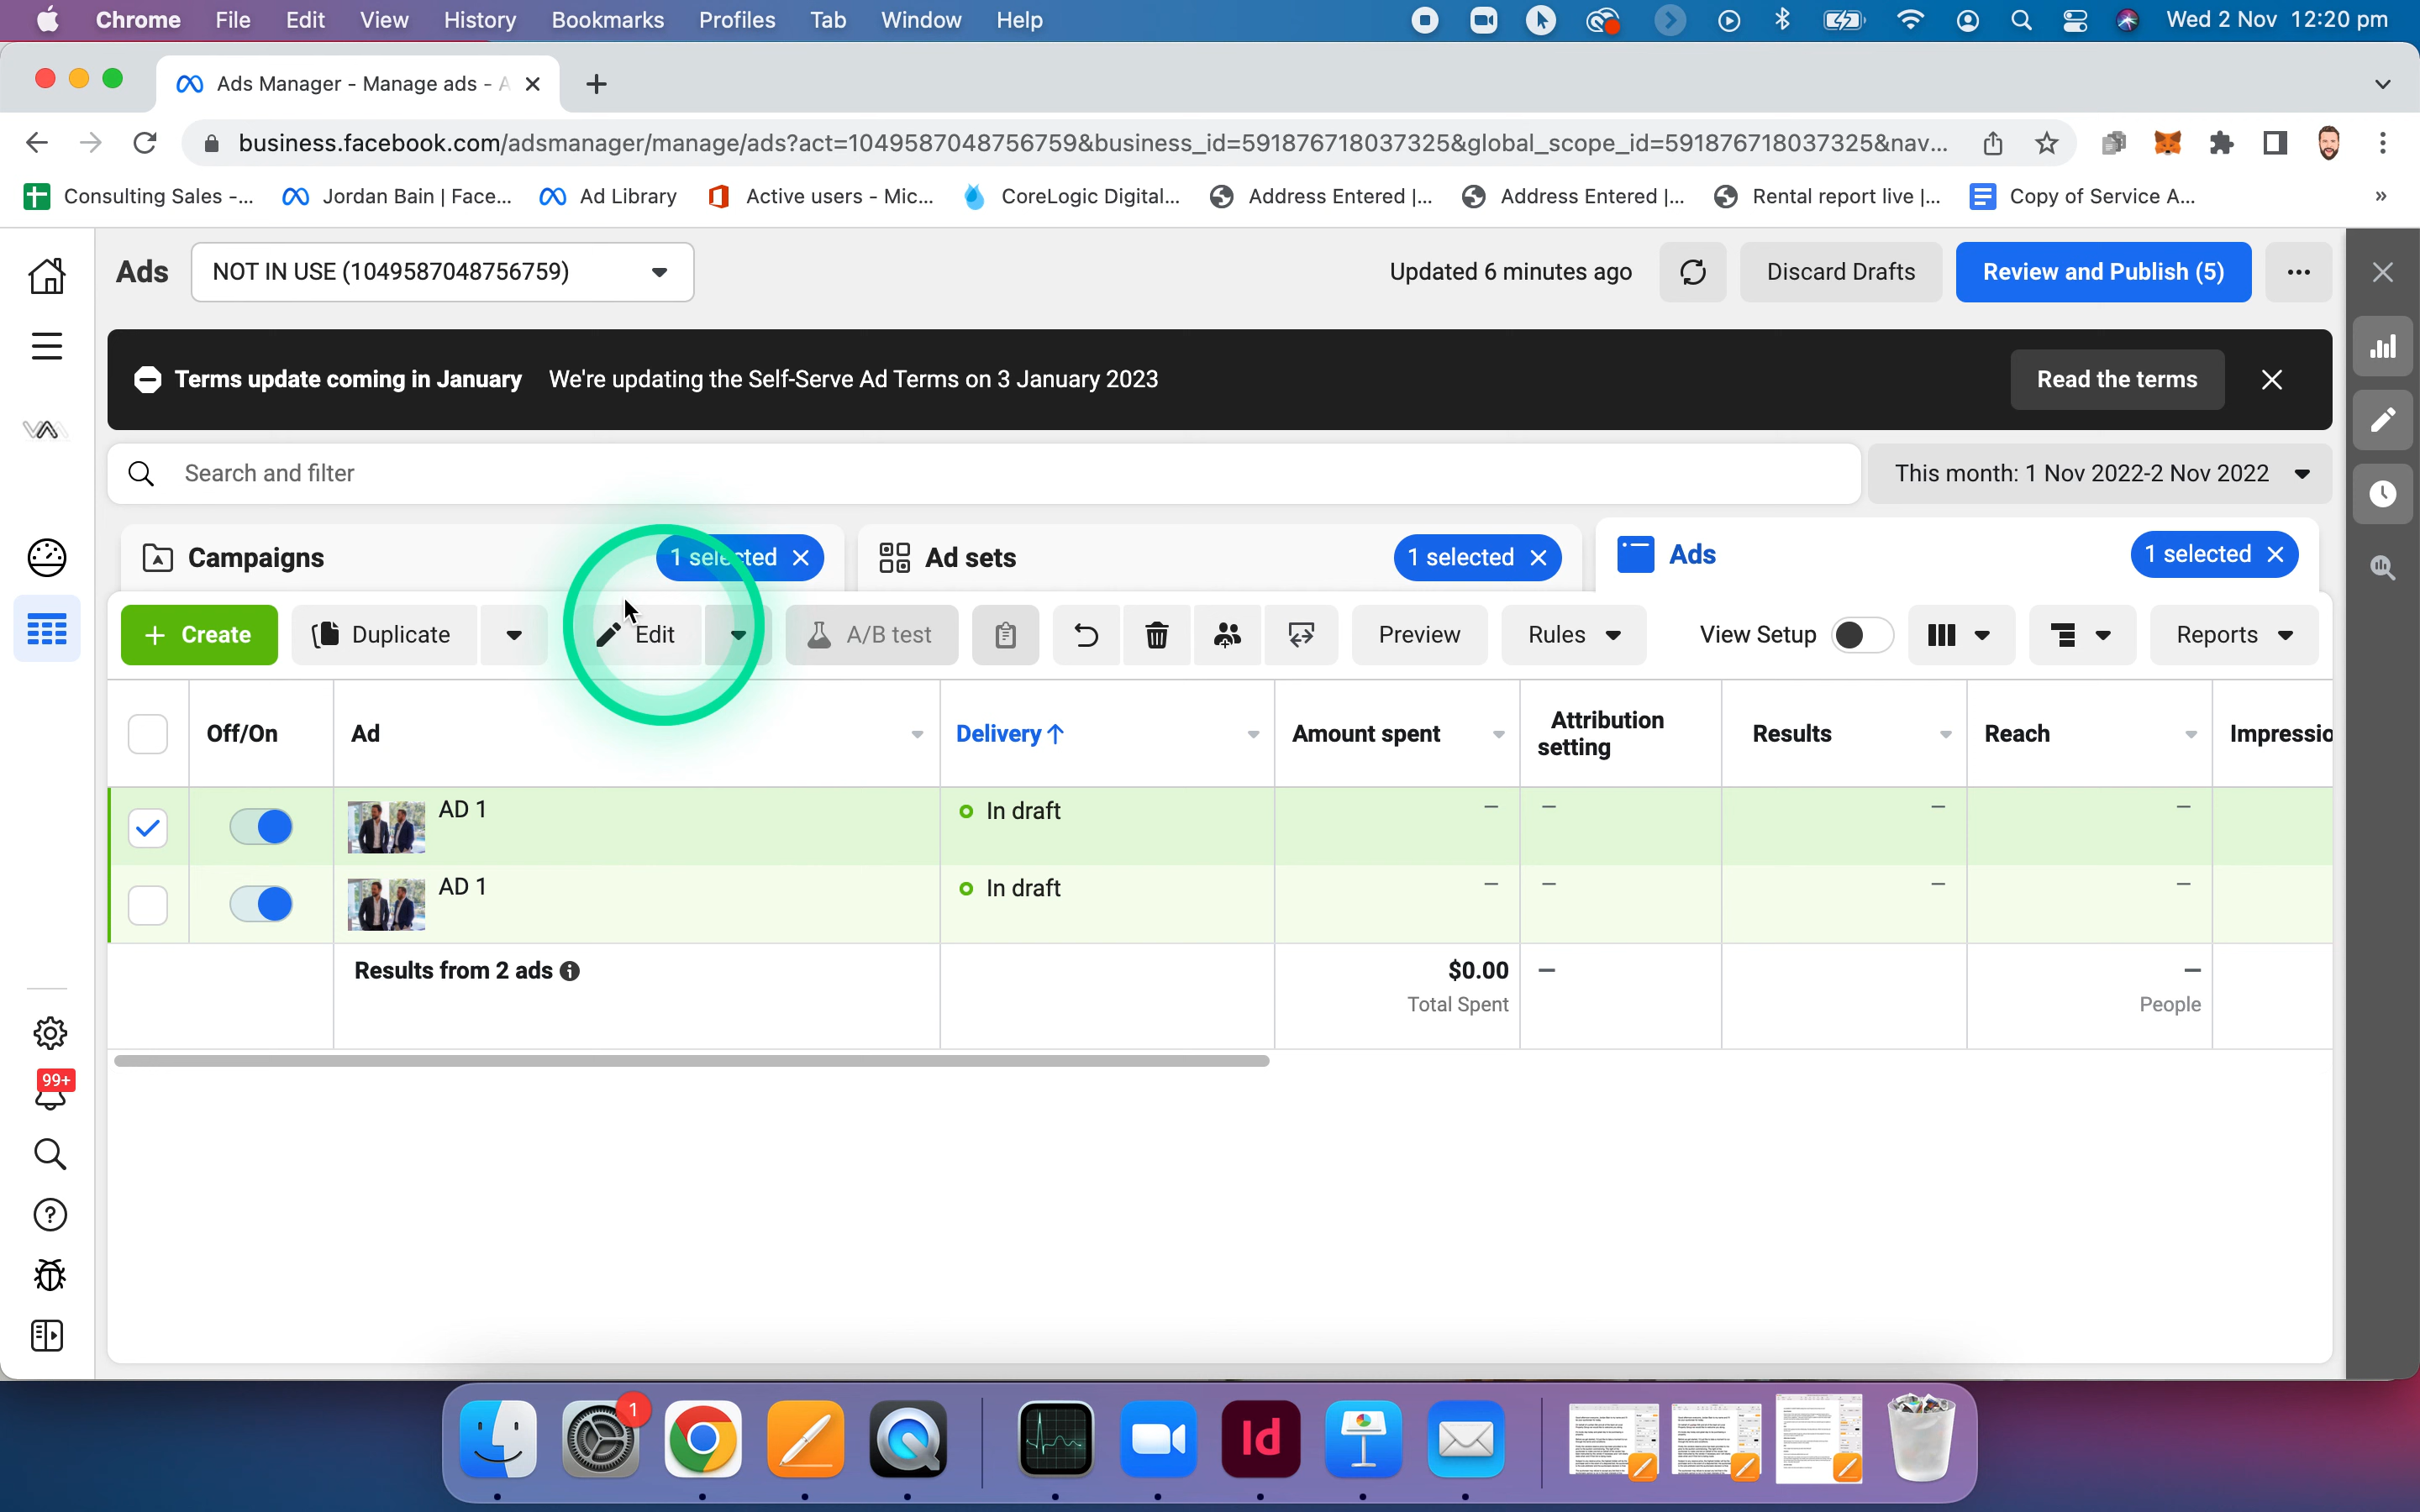 Chrome File Edit View History Bookmarks Profiles Tab Window Help Wed 2 Nov 12:20 pm
Ads Manager - Manage ads - A
business.facebook.com/adsmanager/manage/ads?act=1049587048756759&business_id=591876718037325&global_scope_id=591876718037325&nav...
Consulting Sales -... Jordan Bain | Face... Ad Library Active users - Mic... CoreLogic Digital... Address Entered |... Address Entered |... Rental report live |... Copy of Service A... »
Ads NOT IN USE (1049587048756759) Updated 6 minutes ago Discard Drafts Review and Publish (5) ...
Terms update coming in January We're updating the Self-Serve Ad Terms on 3 January 2023 Read the terms
Search and filter This month: 1 Nov 2022-2 Nov 2022
Campaigns 1 selected Ad sets 1 selected Ads 1 selected
+ Create Duplicate Edit A/B test Preview Rules View Setup Reports
Off/On Ad Delivery ↑ Amount spent Attribution setting Results Reach Impressio
AD 1 In draft – – – –
AD 1 In draft – – – –
Results from 2 ads $0.00 – –
Total Spent People
99+
1
Id